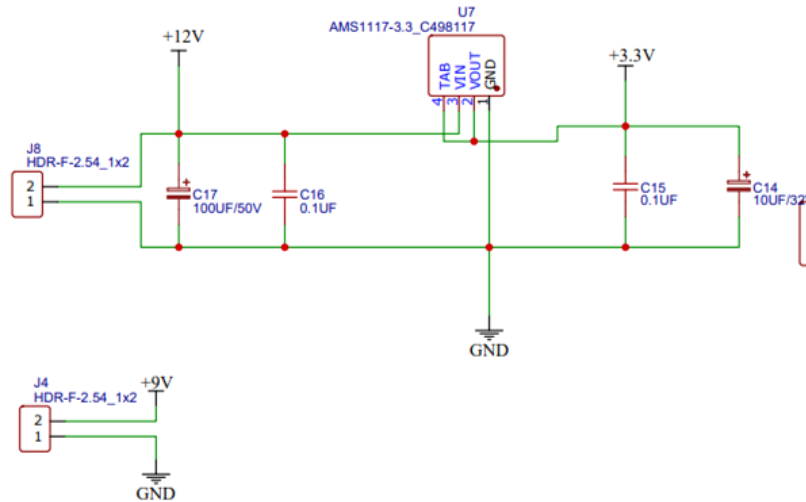 U7
AMS1117-3.3_C498117
+12V
+3.3V
TAB
VIN
VOUT
GND
4
3
2
1
J8
HDR-F-2.54_1x2
2
1
C17
100UF/50V
C16
0.1UF
C15
0.1UF
C14
GND
J4
HDR-F-2.54_1x2
+9V
2
1
GND